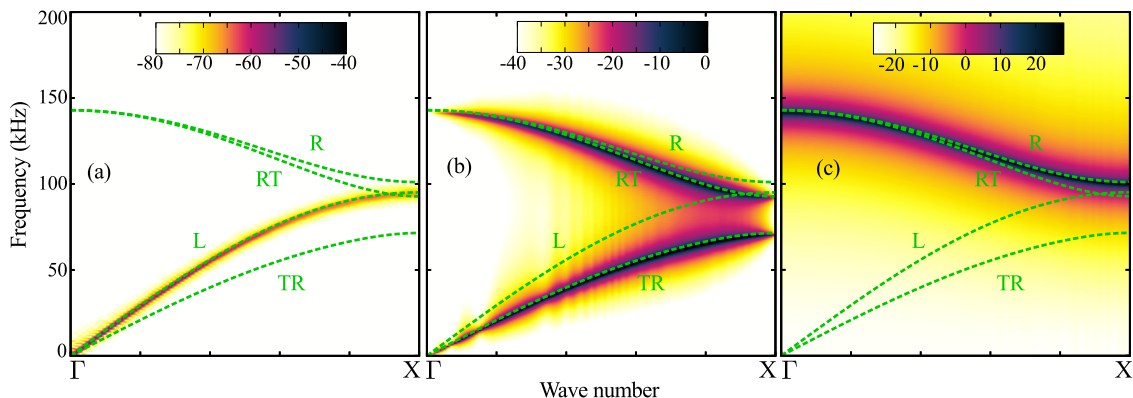 200
150
100
50
0
Frequency (kHz)
-80 -70 -60 -50 -40
(a)
R
RT
L
TR
Γ X
-40 -30 -20 -10 0
(b)
R
RT
L
TR
Γ X
-20 -10 0 10 20
(c)
R
RT
L
TR
Γ X
Wave number